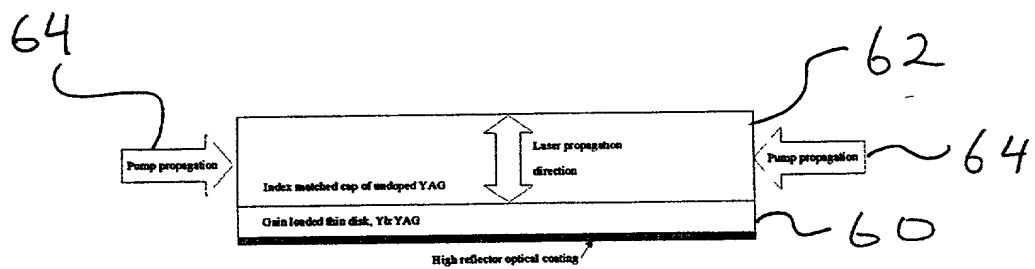 64
62
Pump propagation
Laser propagation
direction
Pump propagation
64
Index matched cap of undoped YAG
Gain loaded thin disk, Yb:YAG
60
High reflector optical coating